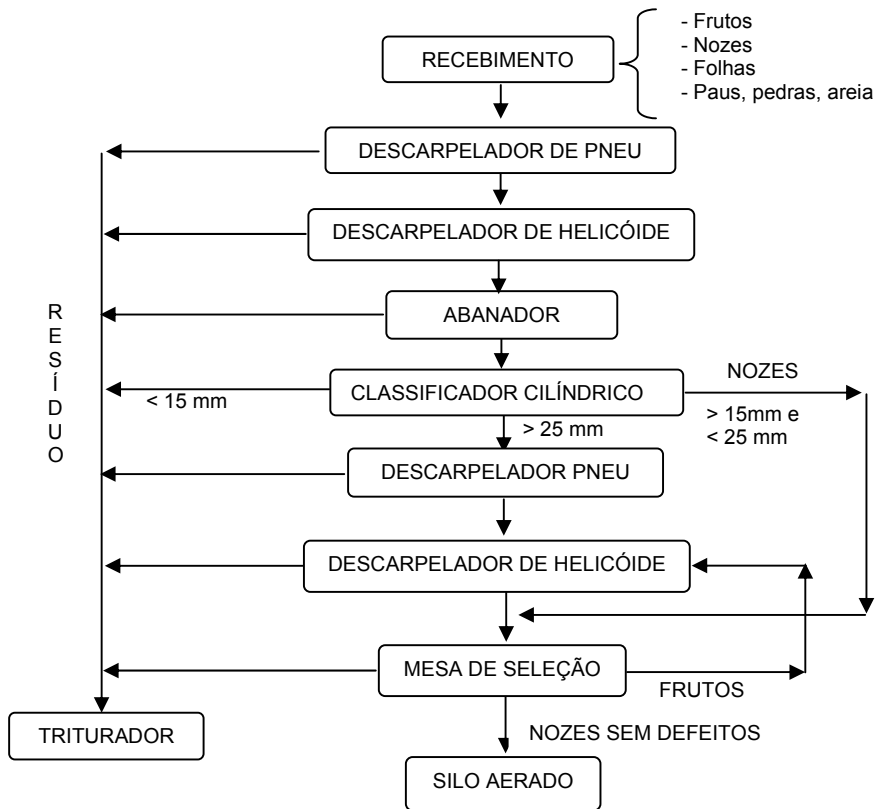 - Frutos
- Nozes
- Folhas
- Paus, pedras, areia
RECEBIMENTO
DESCARPELADOR DE PNEU
DESCARPELADOR DE HELICÓIDE
ABANADOR
R
E
S
Í
D
U
O
NOZES
CLASSIFICADOR CILÍNDRICO
< 15 mm
> 15mm e
< 25 mm
> 25 mm
DESCARPELADOR PNEU
DESCARPELADOR DE HELICÓIDE
MESA DE SELEÇÃO
FRUTOS
TRITURADOR
NOZES SEM DEFEITOS
SILO AERADO